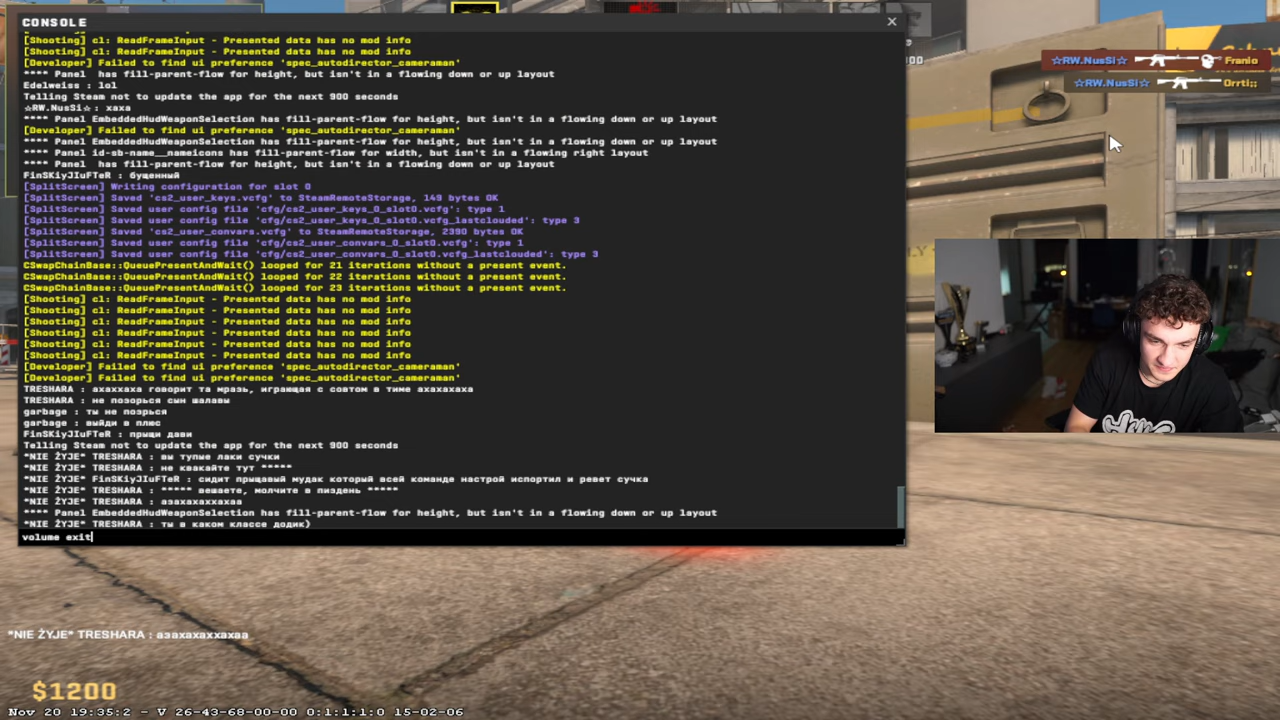 CONSOLE
[Shooting] cl: ReadFrameInput - Presented data has no mod info
[Shooting] cl: ReadFrameInput - Presented data has no mod info
[Developer] Failed to find ui preference 'spec_autodirector_cameraman'
**** Panel  has fill-parent-flow for height, but isn't in a flowing down or up layout
Edelweiss : lol
Telling Steam not to update the app for the next 900 seconds
☆RW.NusSi☆ : хаха
**** Panel EmbeddedHudWeaponSelection has fill-parent-flow for height, but isn't in a flowing down or up layout
[Developer] Failed to find ui preference 'spec_autodirector_cameraman'
**** Panel EmbeddedHudWeaponSelection has fill-parent-flow for height, but isn't in a flowing down or up layout
**** Panel id-sb-name__nameicons has fill-parent-flow for width, but isn't in a flowing right layout
**** Panel  has fill-parent-flow for height, but isn't in a flowing down or up layout
FinSKiyJIuFTeR : бущенный
[SplitScreen] Writing configuration for slot 0
[SplitScreen] Saved 'cs2_user_keys.vcfg' to SteamRemoteStorage, 149 bytes OK
[SplitScreen] Saved user config file 'cfg/cs2_user_keys_0_slot0.vcfg': type 1
[SplitScreen] Saved user config file 'cfg/cs2_user_keys_0_slot0.vcfg_lastclouded': type 3
[SplitScreen] Saved 'cs2_user_convars.vcfg' to SteamRemoteStorage, 2390 bytes OK
[SplitScreen] Saved user config file 'cfg/cs2_user_convars_0_slot0.vcfg': type 1
[SplitScreen] Saved user config file 'cfg/cs2_user_convars_0_slot0.vcfg_lastclouded': type 3
CSwapChainBase::QueuePresentAndWait() looped for 21 iterations without a present event.
CSwapChainBase::QueuePresentAndWait() looped for 22 iterations without a present event.
CSwapChainBase::QueuePresentAndWait() looped for 23 iterations without a present event.
[Shooting] cl: ReadFrameInput - Presented data has no mod info
[Shooting] cl: ReadFrameInput - Presented data has no mod info
[Shooting] cl: ReadFrameInput - Presented data has no mod info
[Shooting] cl: ReadFrameInput - Presented data has no mod info
[Shooting] cl: ReadFrameInput - Presented data has no mod info
[Shooting] cl: ReadFrameInput - Presented data has no mod info
[Developer] Failed to find ui preference 'spec_autodirector_cameraman'
[Developer] Failed to find ui preference 'spec_autodirector_cameraman'
TRESHARA : ахаххаха говорит та мразь, играющая с совтом в тиме ахахахаха
TRESHARA : не позорься сын шалавы
garbage : ты не поэрься
garbage : выйди в плюс
FinSKiyJIuFTeR : прыщи дави
Telling Steam not to update the app for the next 900 seconds
*NIE ŻYJE* TRESHARA : вы тупые лаки сучки
*NIE ŻYJE* TRESHARA : не квакайте тут *****
*NIE ŻYJE* FinSKiyJIuFTeR : сидит прыщавый мудак который всей команде настрой испортил и ревет сучка
*NIE ŻYJE* TRESHARA : ***** вешаете, молчите в пиздень *****
*NIE ŻYJE* TRESHARA : азахахаххахаа
**** Panel EmbeddedHudWeaponSelection has fill-parent-flow for height, but isn't in a flowing down or up layout
*NIE ŻYJE* TRESHARA : ты в каком классе додик)
volume exit
☆RW.NusSi☆ Franio
☆RW.NusSi☆ Orrti;;
*NIE ŻYJE* TRESHARA : азахахаххахаа
$1200
Nov 20 19:35:2 - V 26-43-68-00-00 0:1:1:1:0 15-02-06